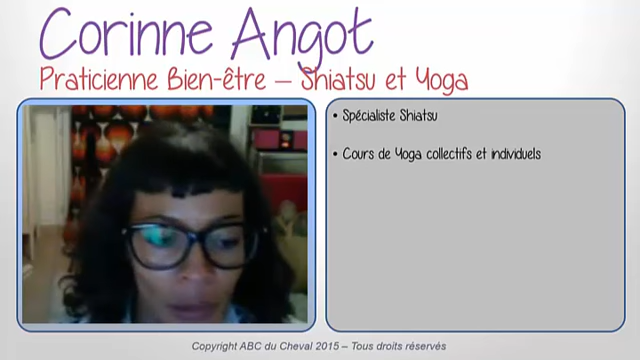 Corinne Angot
Praticienne Bien-être – Shiatsu et Yoga
• Spécialiste Shiatsu
• Cours de Yoga collectifs et individuels
Copyright ABC du Cheval 2015 – Tous droits réservés